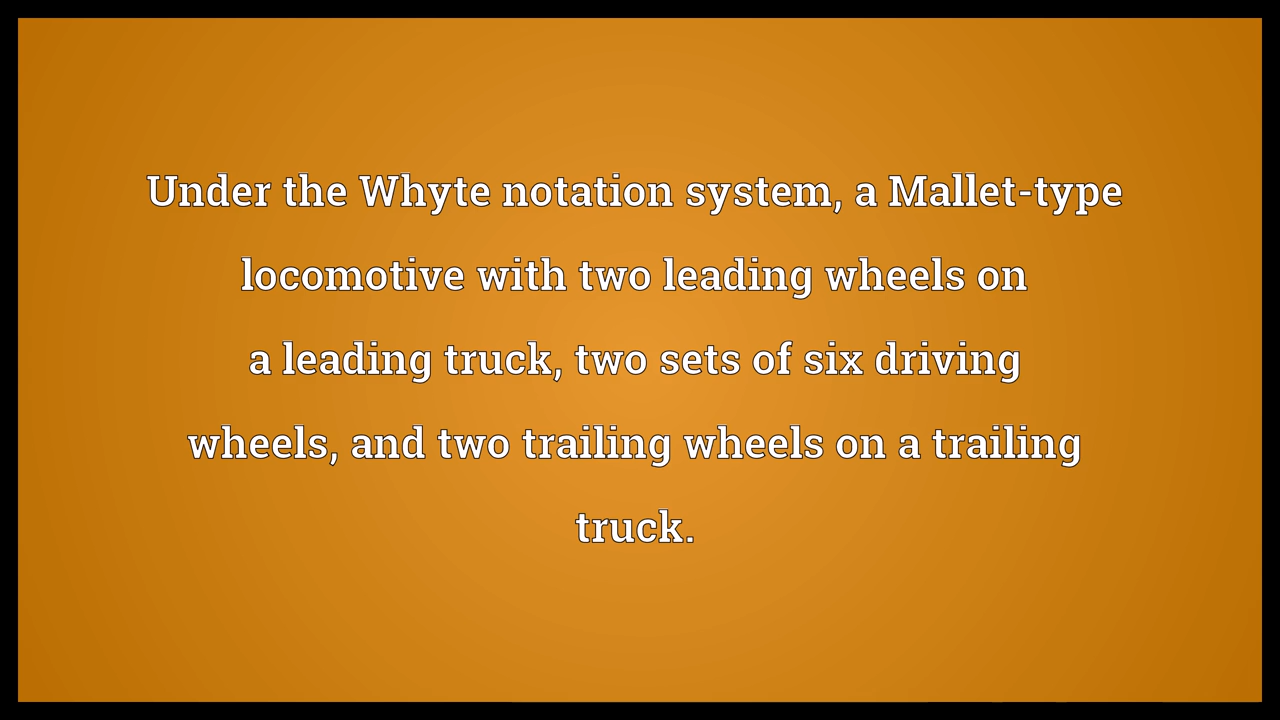 Under the Whyte notation system, a Mallet-type
locomotive with two leading wheels on
a leading truck, two sets of six driving
wheels, and two trailing wheels on a trailing
truck.